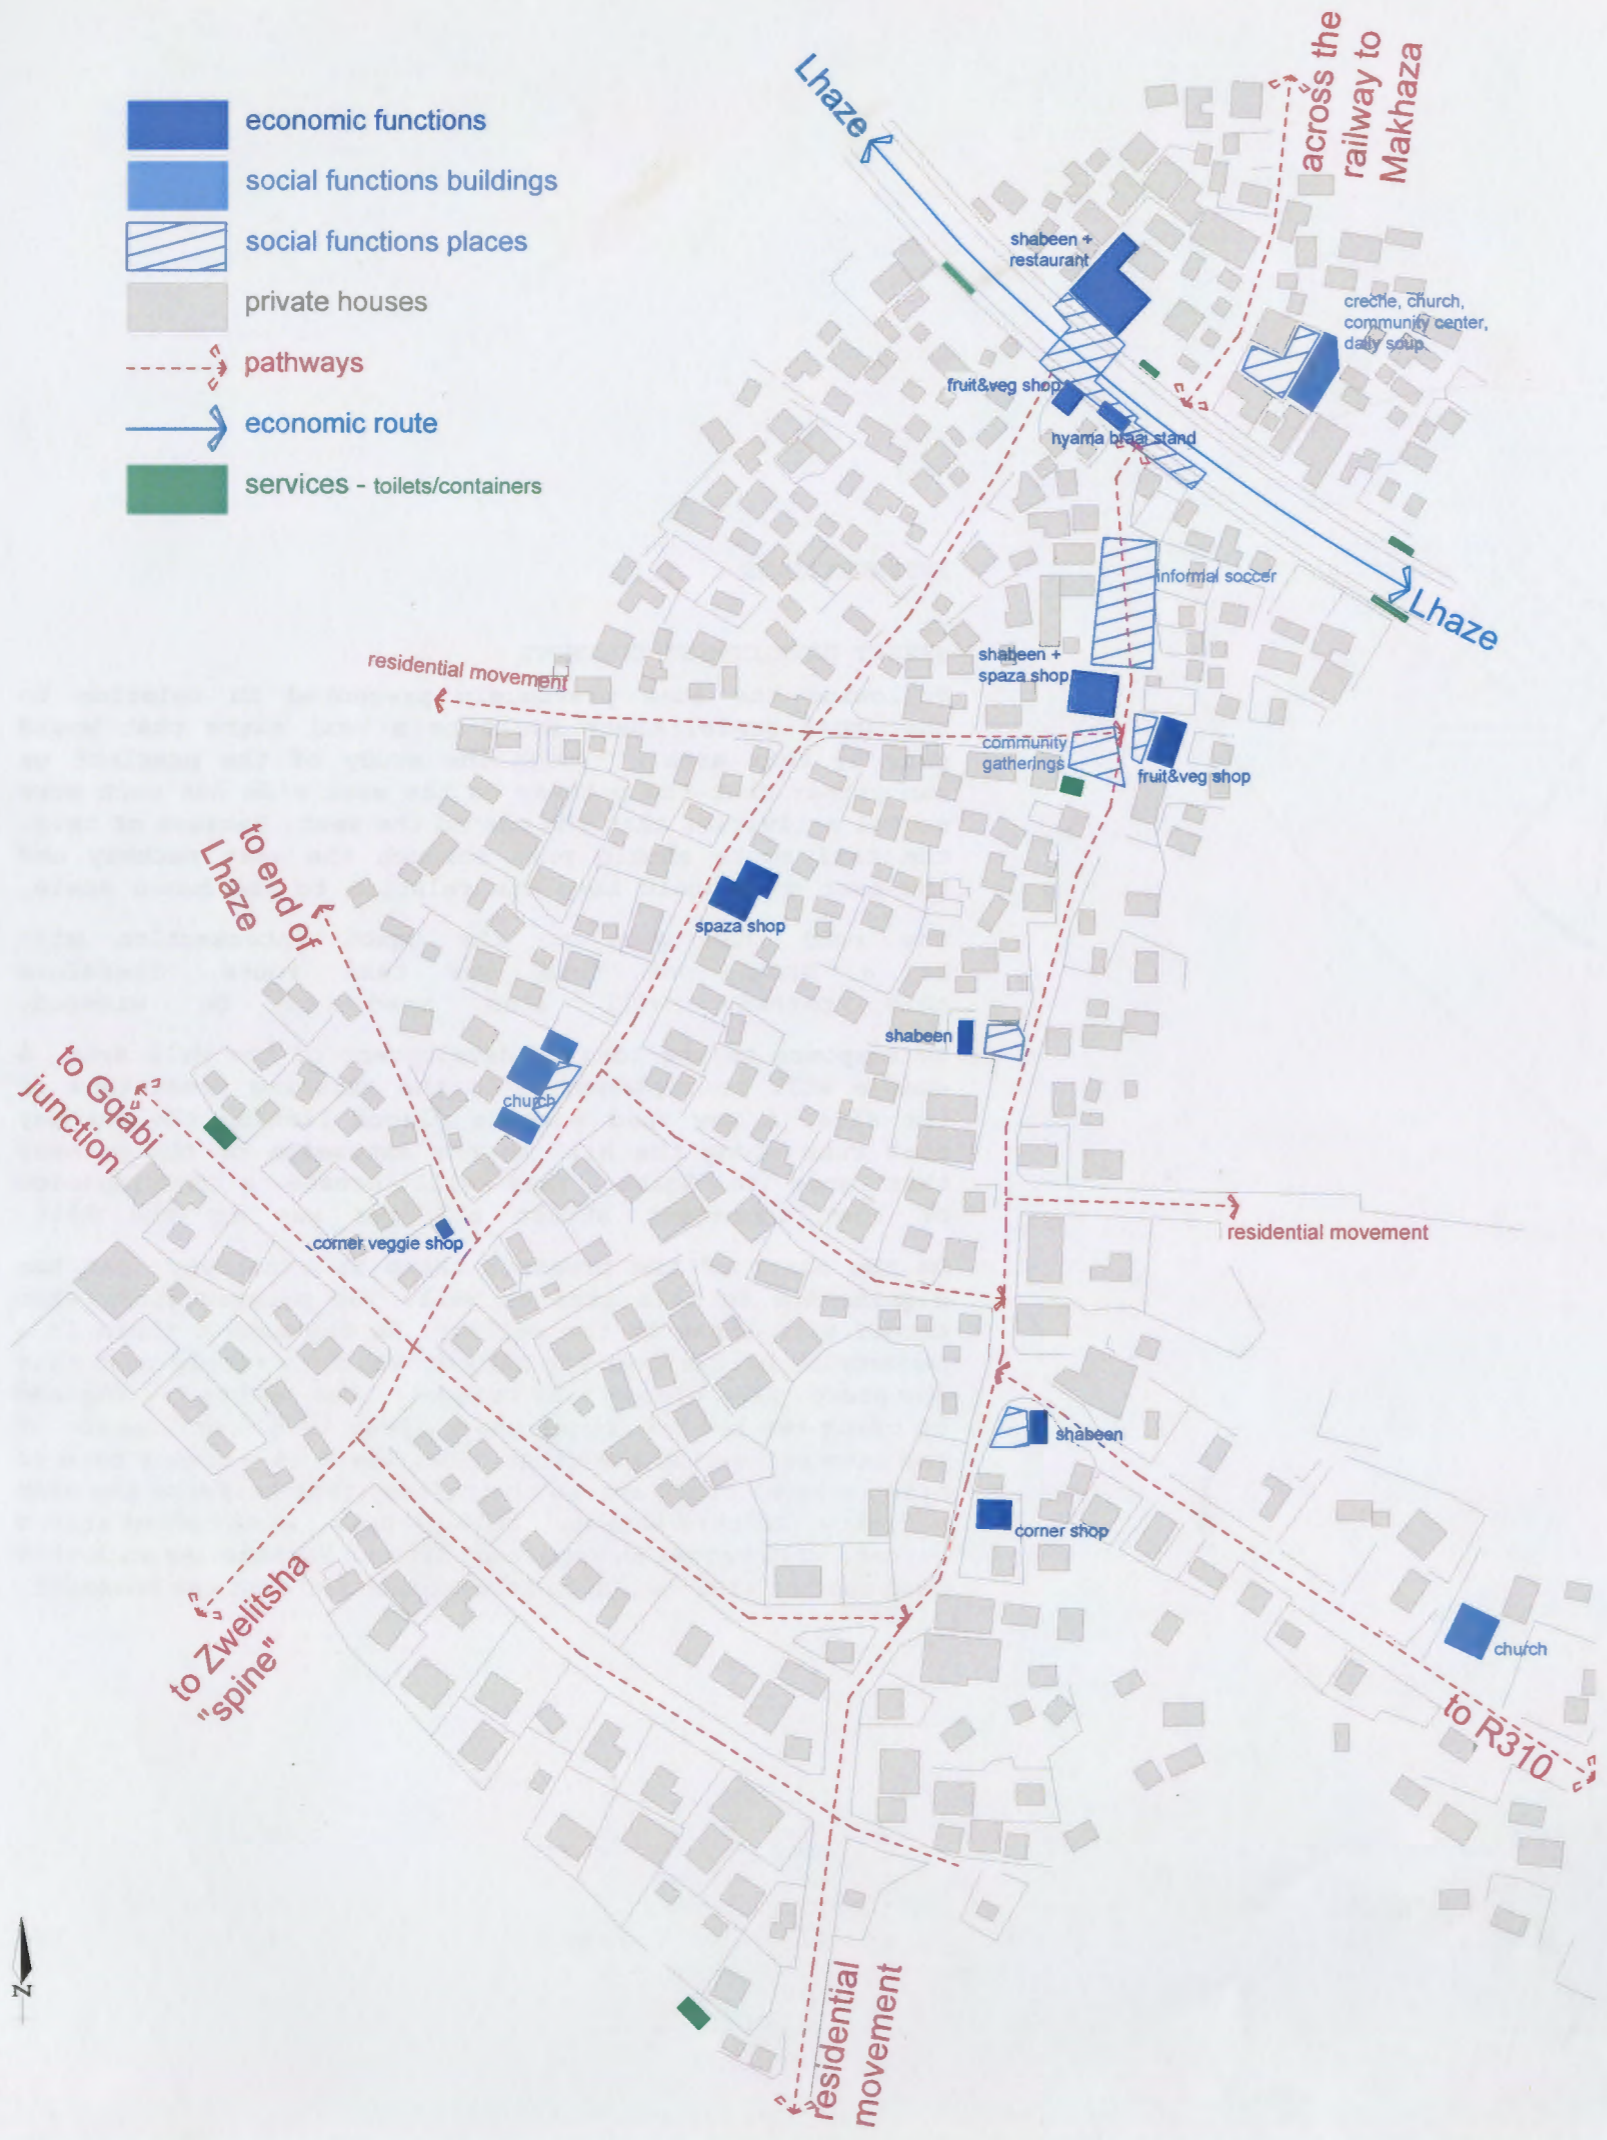 economic functions
social functions buildings
social functions places
private houses
pathways
economic route
services - toilets/containers
Lhaze
across the
railway to
Makhaza
shabeen +
restaurant
creche, church,
community center,
daily soup
fruit&veg shop
hyama braai stand
informal soccer
Lhaze
shabeen +
spaza shop
residential movement
community
gatherings
fruit&veg shop
to end of
Lhaze
spaza shop
shabeen
to Gqabi
junction
church
corner veggie shop
residential movement
shabeen
corner shop
to Zwelitsha
"spine"
church
to R310
residential
movement
N